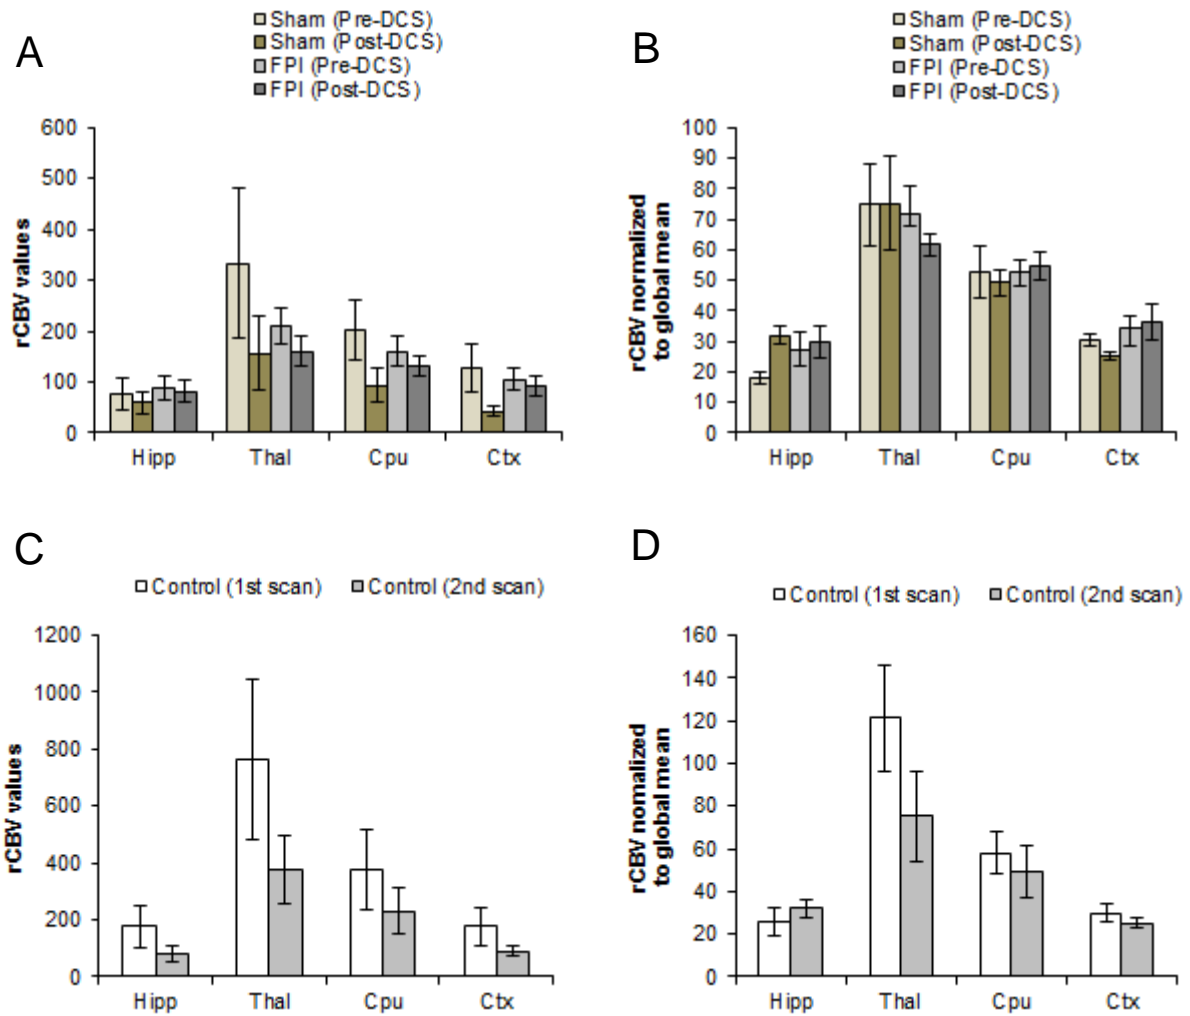 A
Sham (Pre-DCS)
Sham (Post-DCS)
FPI (Pre-DCS)
FPI (Post-DCS)
rCBV values
600
500
400
300
200
100
0
Hipp Thal Cpu Ctx
B
Sham (Pre-DCS)
Sham (Post-DCS)
FPI (Pre-DCS)
FPI (Post-DCS)
rCBV normalized
to global mean
100
90
80
70
60
50
40
30
20
10
0
Hipp Thal Cpu Ctx
C
Control (1st scan) Control (2nd scan)
rCBV values
1200
1000
800
600
400
200
0
Hipp Thal Cpu Ctx
D
Control (1st scan) Control (2nd scan)
rCBV nomalized
to global mean
160
140
120
100
80
60
40
20
0
Hipp Thal Cpu Ctx